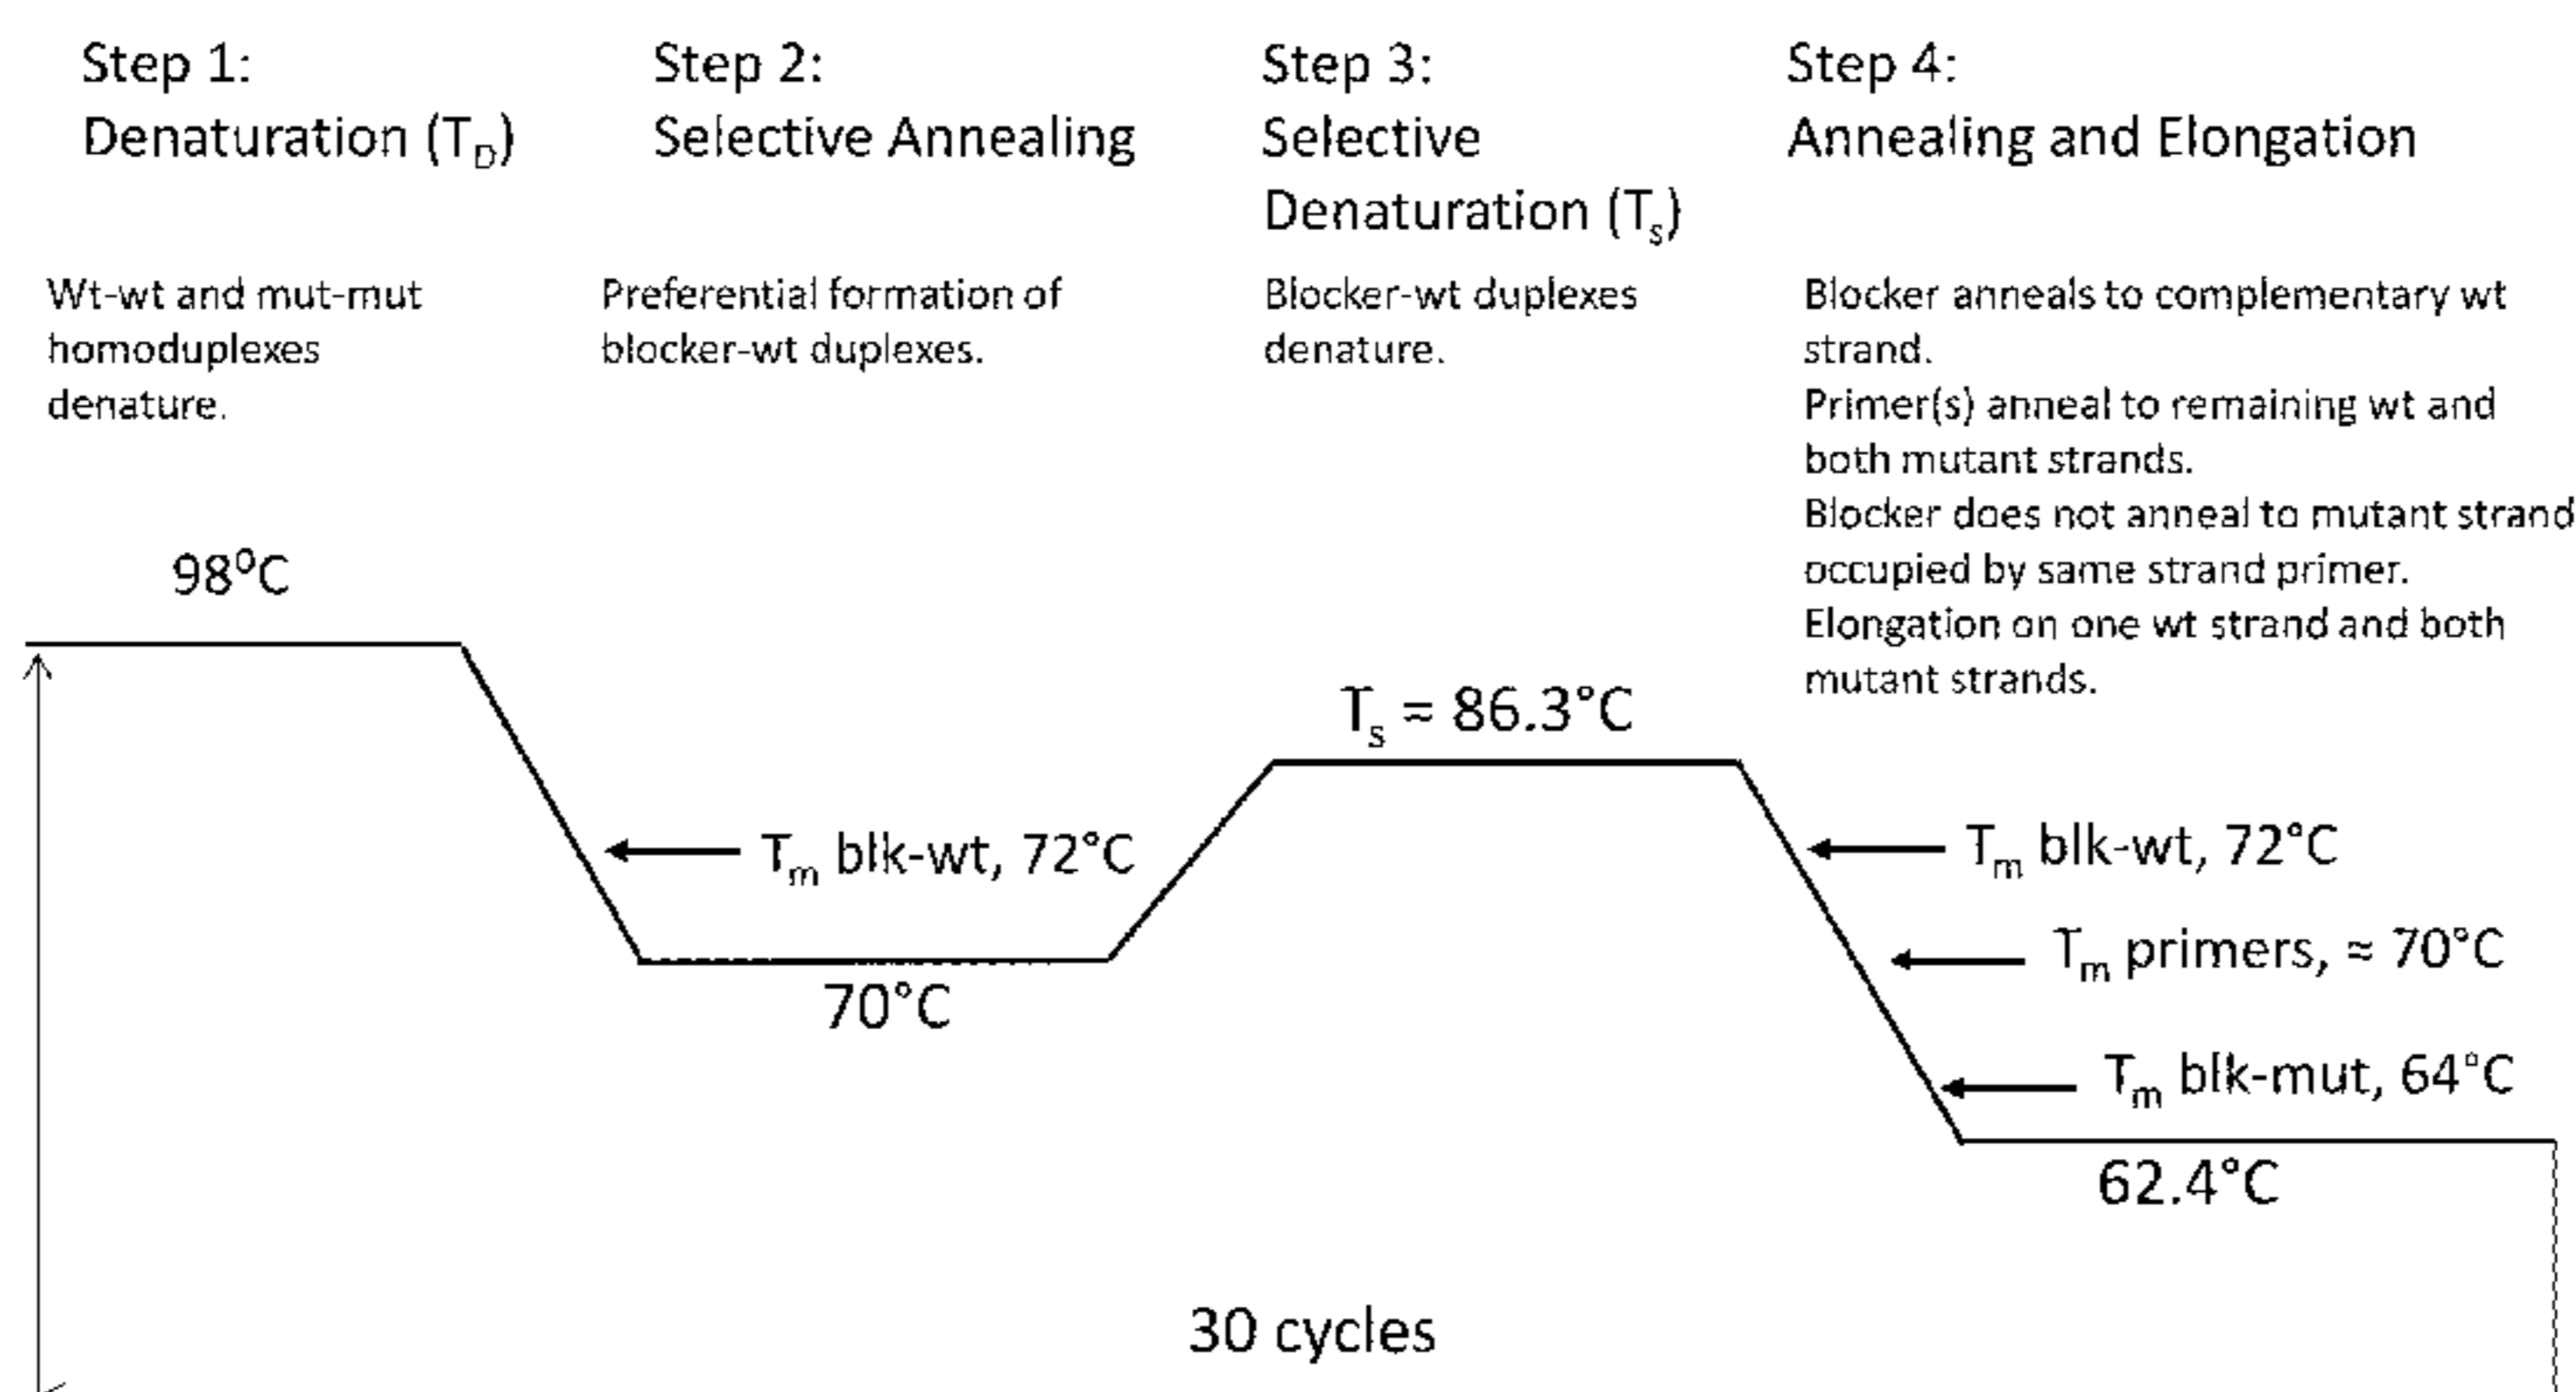 Step 1:
Denaturation (T_D)
Step 2:
Selective Annealing
Step 3:
Selective
Denaturation (T_s)
Step 4:
Annealing and Elongation
Wt-wt and mut-mut
homoduplexes
denature.
Preferential formation of
blocker-wt duplexes.
Blocker-wt duplexes
denature.
Blocker anneals to complementary wt
strand.
Primer(s) anneal to remaining wt and
both mutant strands.
Blocker does not anneal to mutant strand
occupied by same strand primer.
Elongation on one wt strand and both
mutant strands.
98⁰C
T_m blk-wt, 72°C
70°C
T_s = 86.3°C
T_m blk-wt, 72°C
T_m primers, ≈ 70°C
T_m blk-mut, 64°C
62.4°C
30 cycles